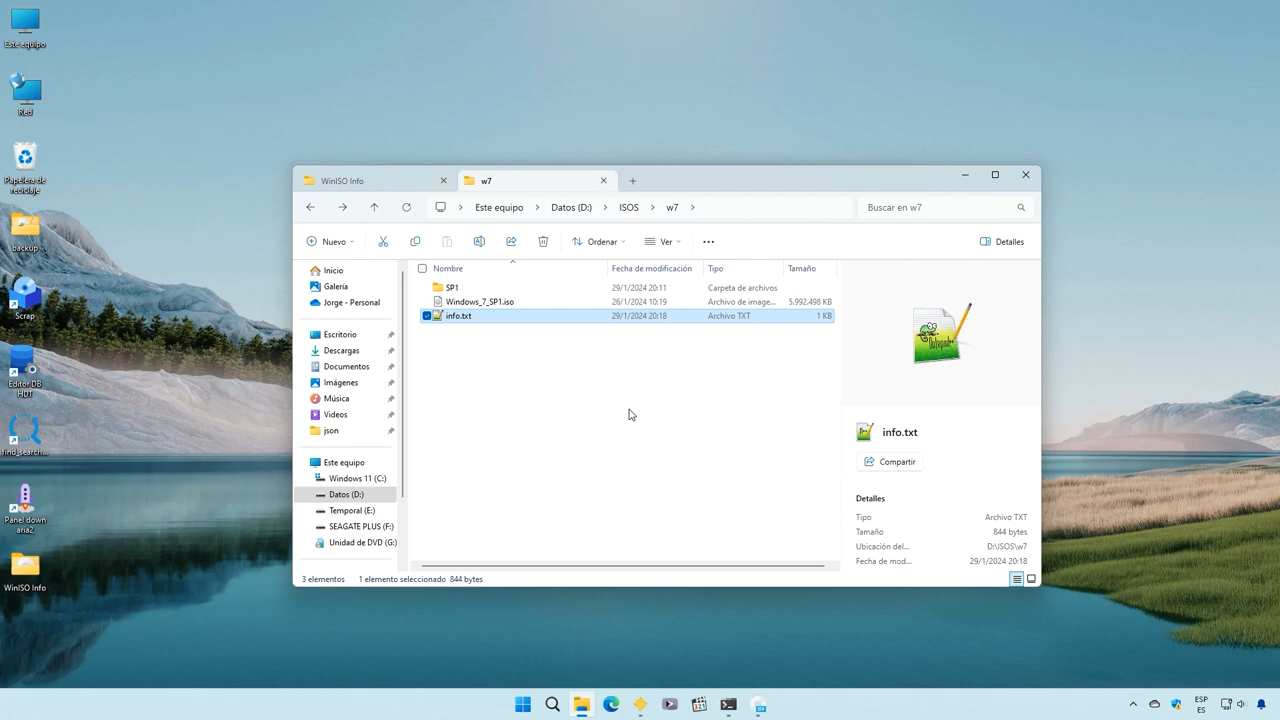 Este equipo
Red
Papelera de
reciclaje
backup
Scrap
Editor DB
HDT
find_search...
Panel down
aria2
WinISO Info
WinISO Info
w7
Este equipo
Datos (D:)
ISOS
w7
Buscar en w7
Nuevo
Ordenar
Ver
Detalles
Inicio
Galería
Jorge - Personal
Escritorio
Descargas
Documentos
Imágenes
Música
Videos
json
Este equipo
Windows 11 (C:)
Datos (D:)
Temporal (E:)
SEAGATE PLUS (F:)
Unidad de DVD (G:)
Nombre Fecha de modificación Tipo Tamaño
SP1 29/1/2024 20:11 Carpeta de archivos
Windows_7_SP1.iso 26/1/2024 10:19 Archivo de image... 5.992.498 KB
info.txt 29/1/2024 20:18 Archivo TXT 1 KB
info.txt
Compartir
Detalles
Tipo Archivo TXT
Tamaño 844 bytes
Ubicación del... D:\ISOS\w7
Fecha de mod... 29/1/2024 20:18
3 elementos 1 elemento seleccionado 844 bytes
ESP
ES